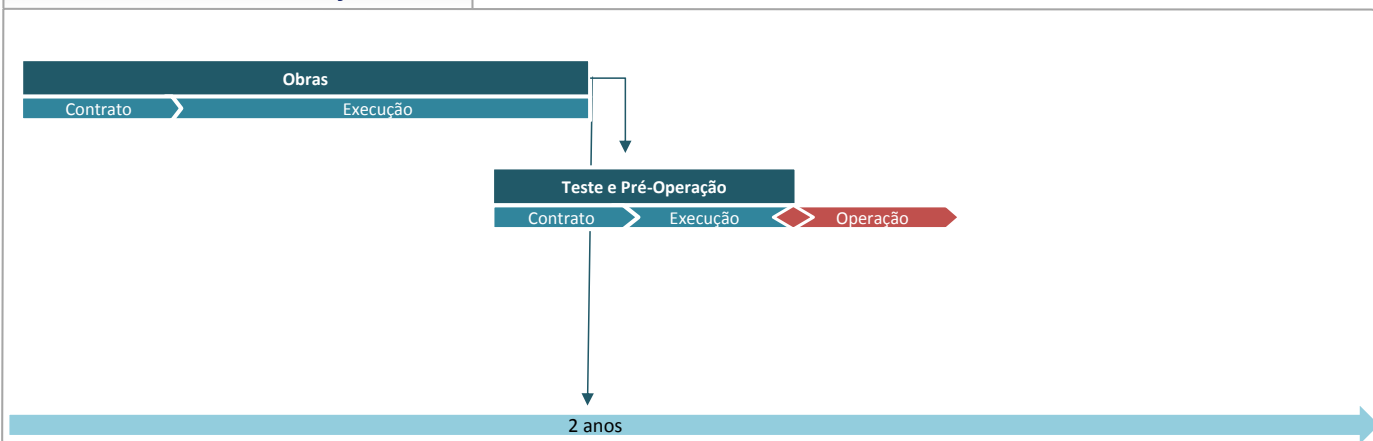 Obras
Contrato
Execução
Teste e Pré-Operação
Contrato
Execução
Operação
2 anos